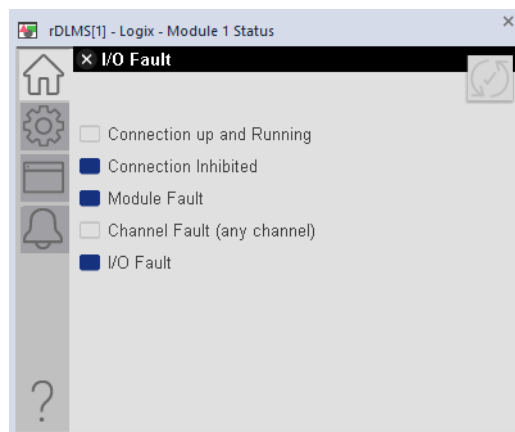 rDLMS[1] - Logix - Module 1 Status
I/O Fault
Connection up and Running
Connection Inhibited
Module Fault
Channel Fault (any channel)
I/O Fault
?